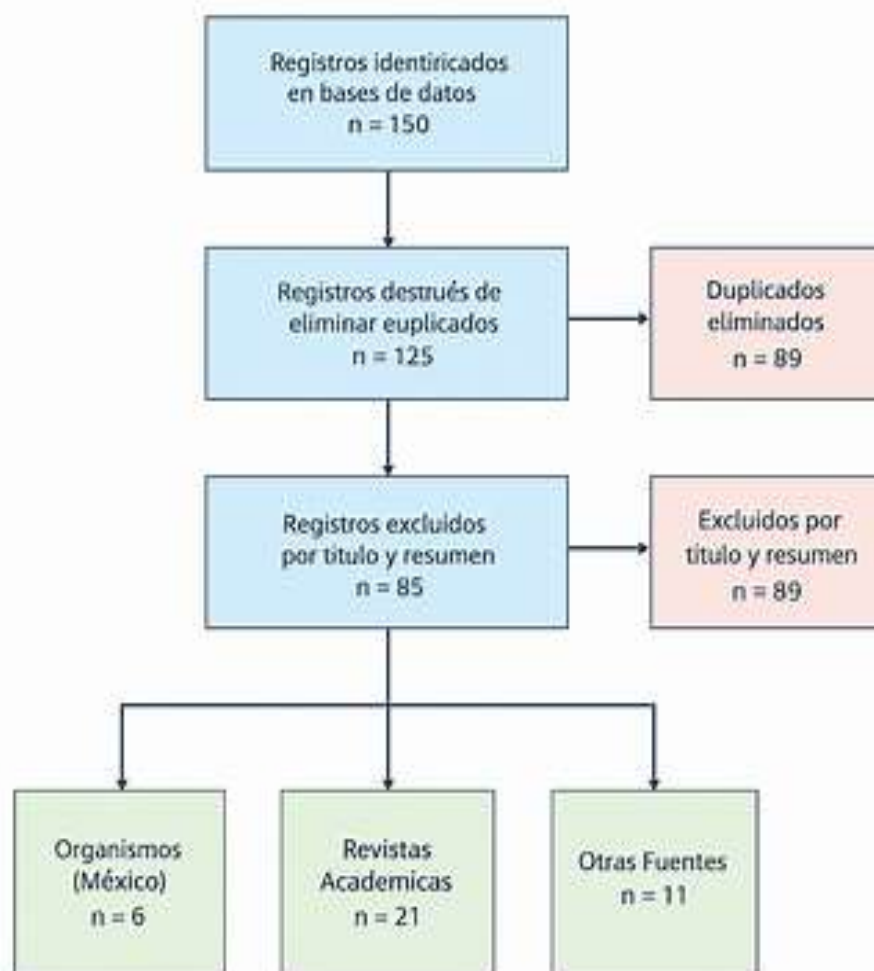 Registros identiricados
en bases de datos
n = 150
Registros destrués de
eliminar euplicados
n = 125
Duplicados
eliminados
n = 89
Registros excluidos
por titulo y resumen
n = 85
Excluidos por
titulo y resumen
n = 89
Organismos
(México)
n = 6
Revistas
Academicas
n = 21
Otras Fuentes
n = 11